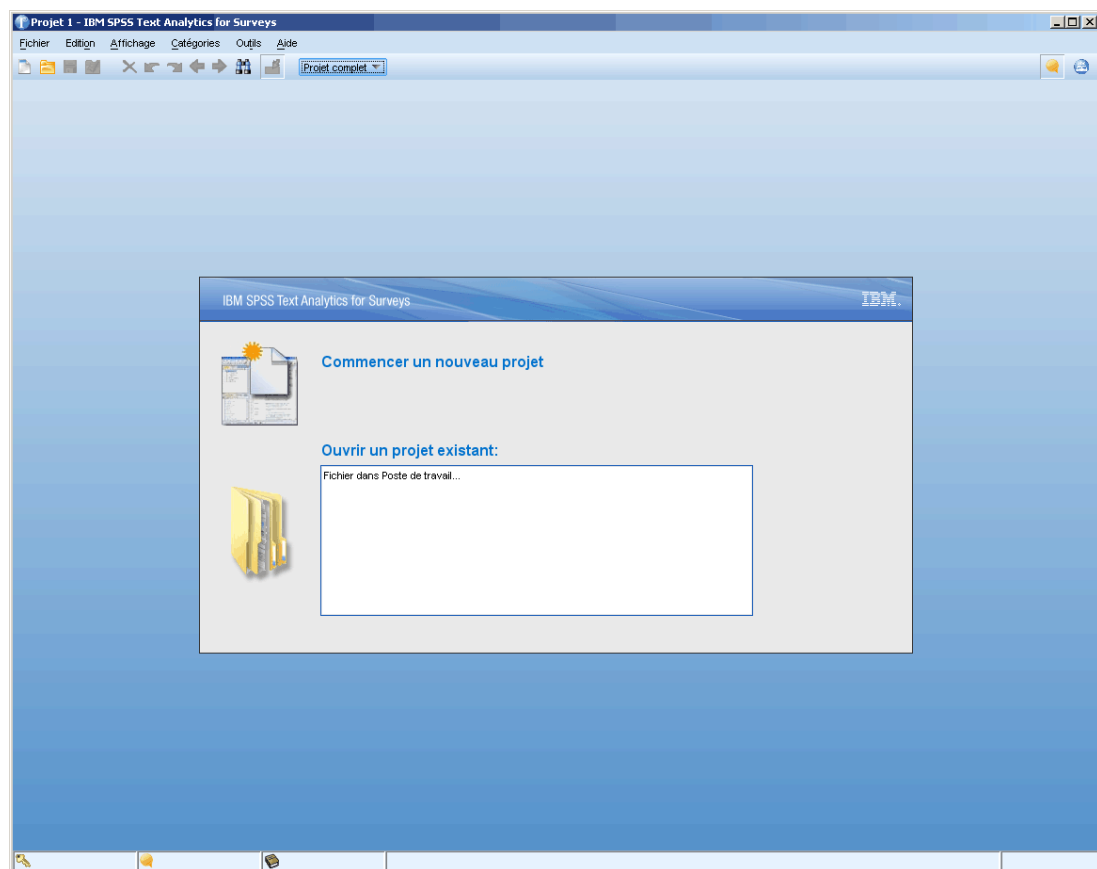 Projet 1 - IBM SPSS Text Analytics for Surveys
Fichier Edition Affichage Catégories Outils Aide
Projet complet
IBM SPSS Text Analytics for Surveys IBM.
Commencer un nouveau projet
Ouvrir un projet existant:
Fichier dans Poste de travail...